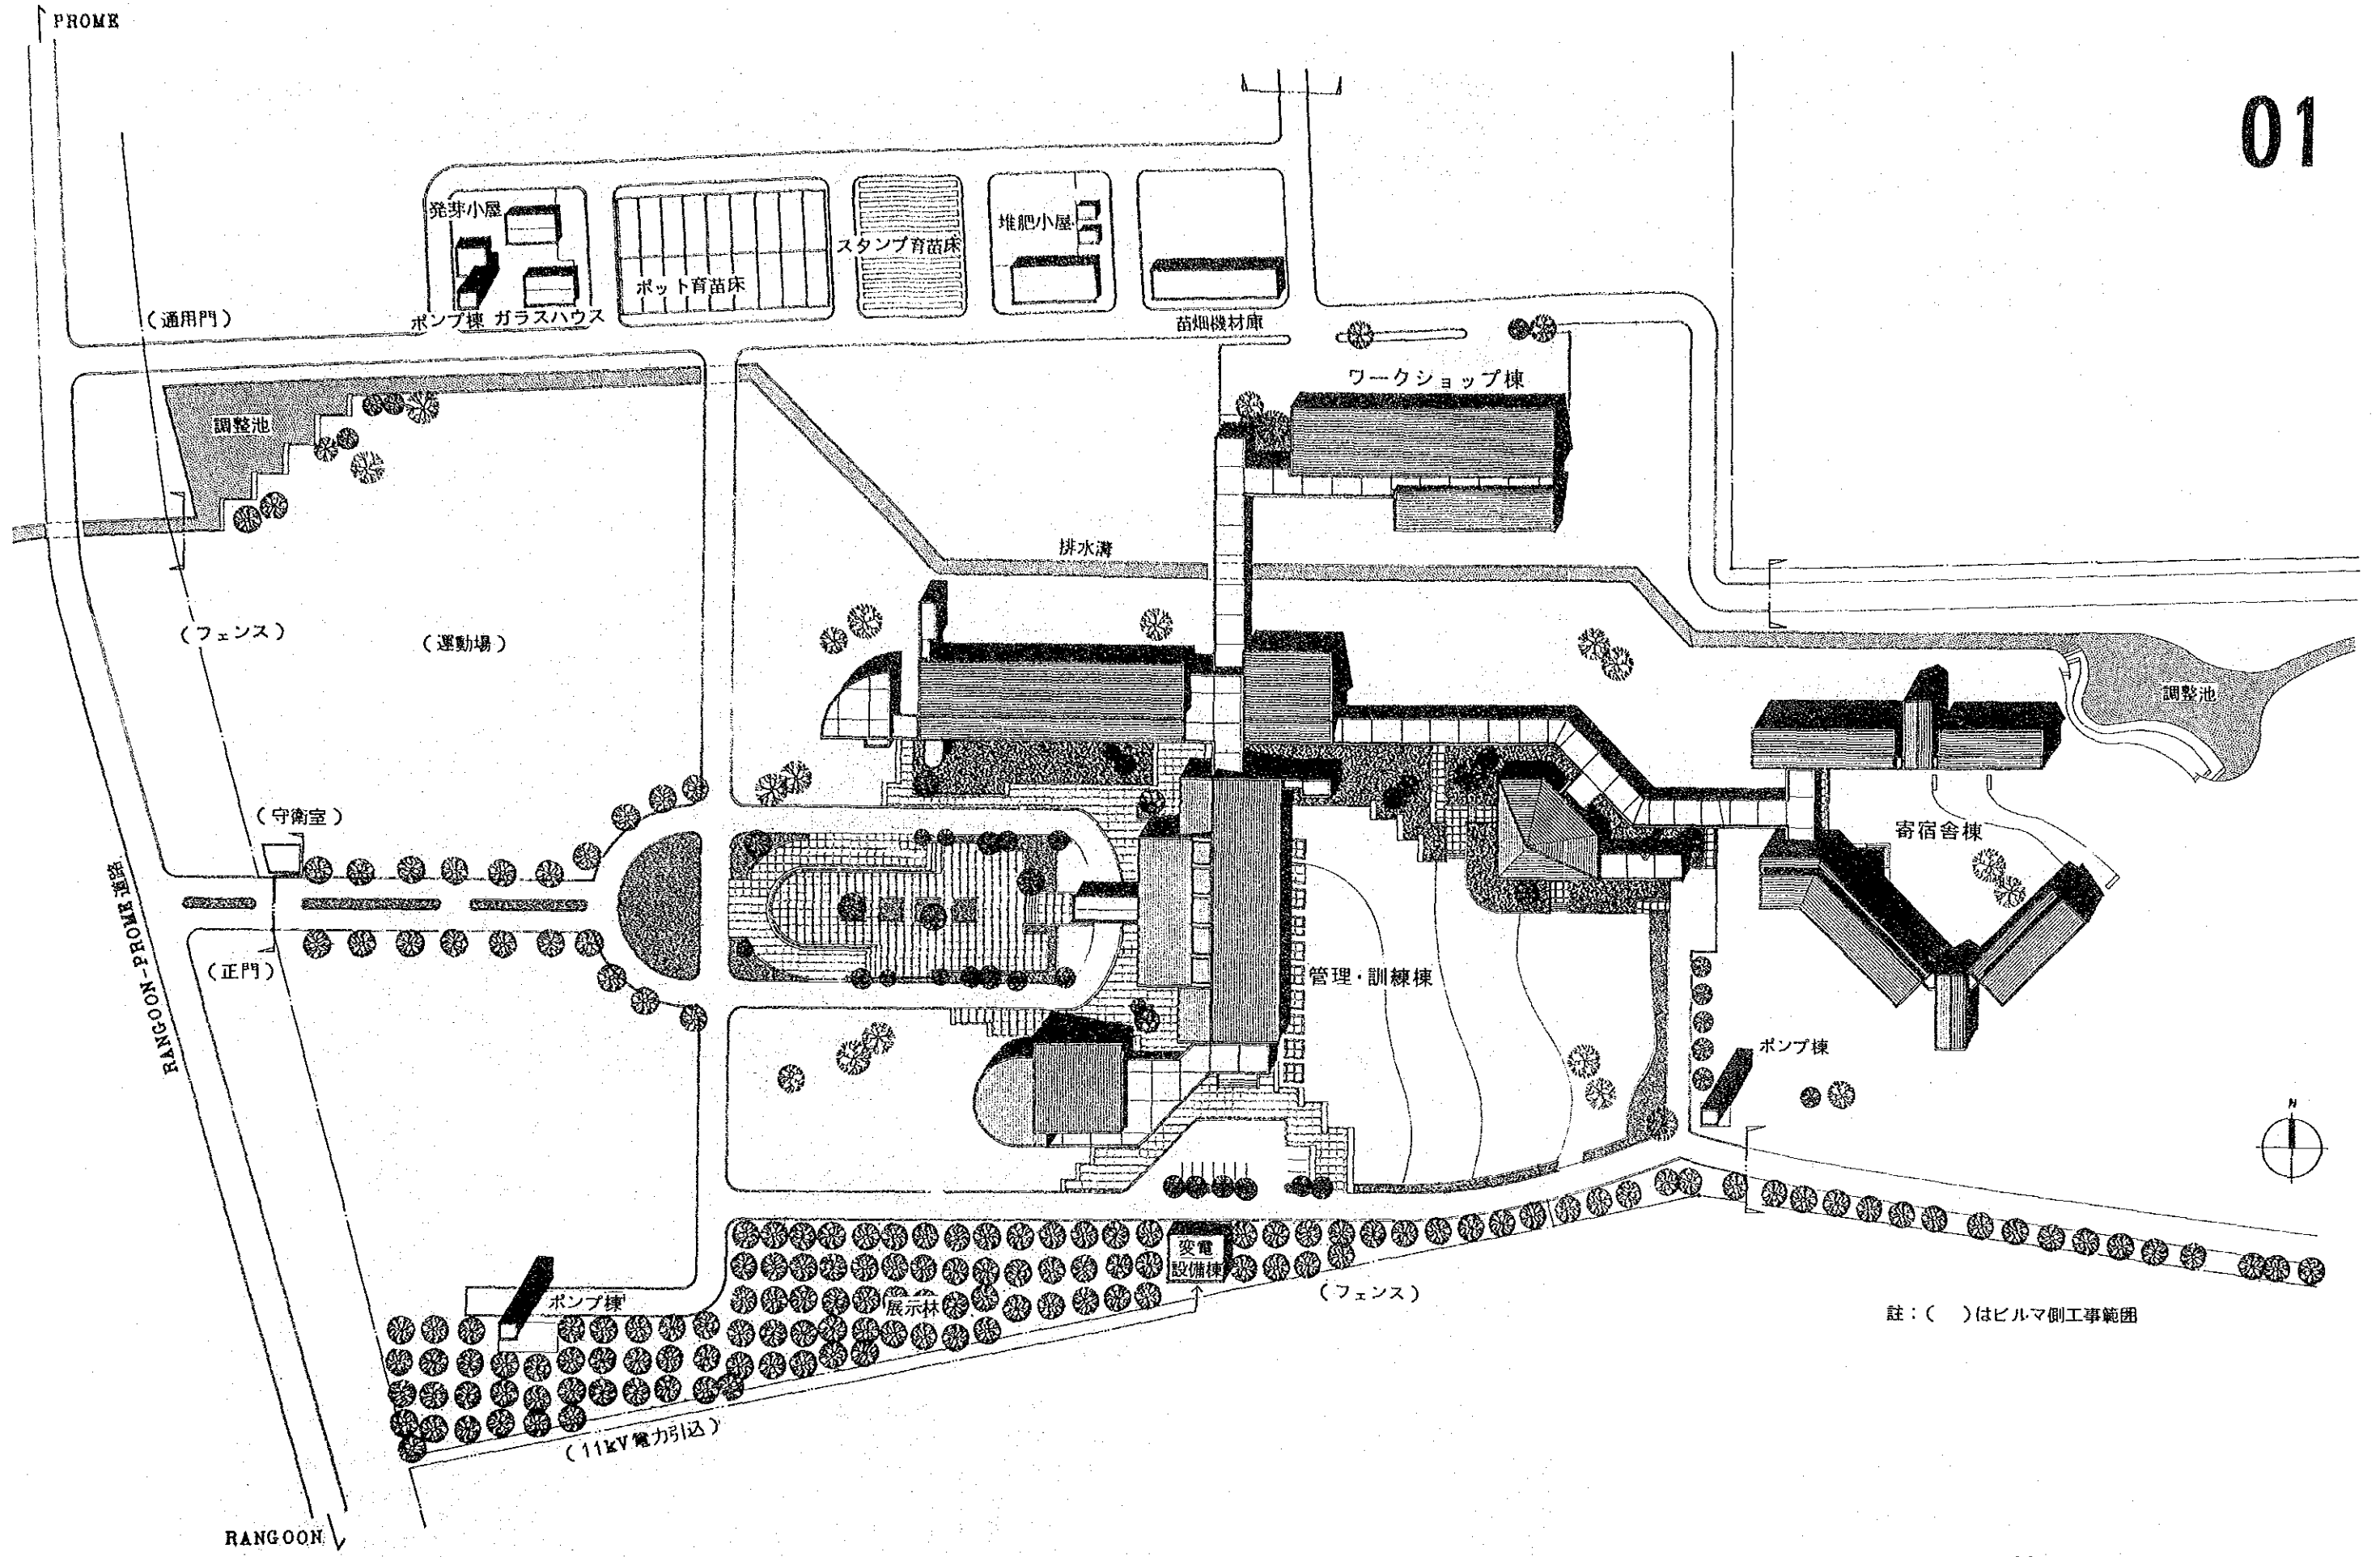 PROME
01
発芽小屋
堆肥小屋
スタンプ育苗床
ポット育苗床
(通用門)
ポンプ棟 ガラスハウス
苗畑機材庫
ワークショップ棟
調整池
排水溝
(フェンス)
(運動場)
調整池
(守衛室)
寄宿舎棟
RANGOON-PROME道路
(正門)
管理・訓練棟
ポンプ棟
N
変電
設備棟
(フェンス)
ポンプ棟
展示林
註:( )はビルマ側工事範囲
(11kV電力引込)
RANGOON